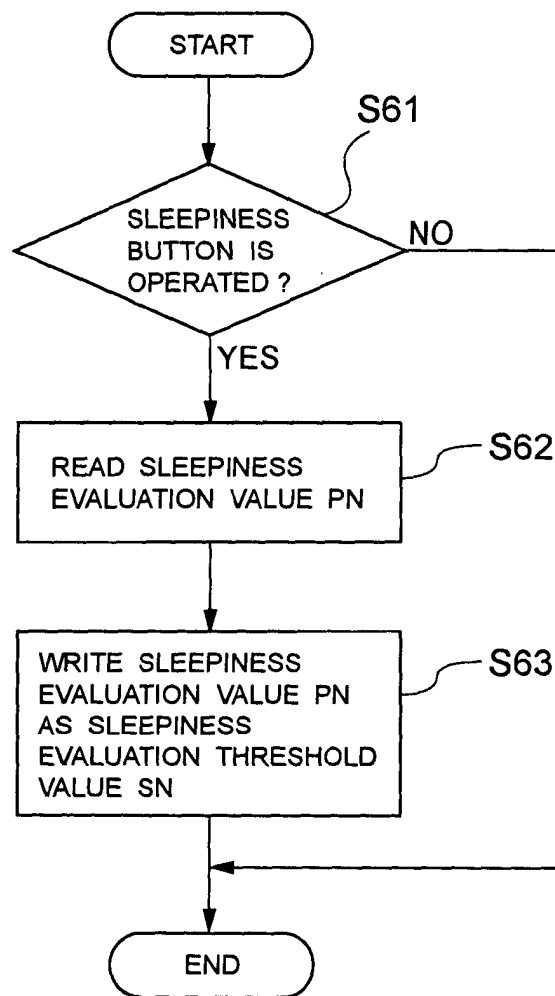 START
S61
SLEEPINESS
BUTTON IS
OPERATED ?
NO
YES
S62
READ SLEEPINESS
EVALUATION VALUE PN
S63
WRITE SLEEPINESS
EVALUATION VALUE PN
AS SLEEPINESS
EVALUATION THRESHOLD
VALUE SN
END